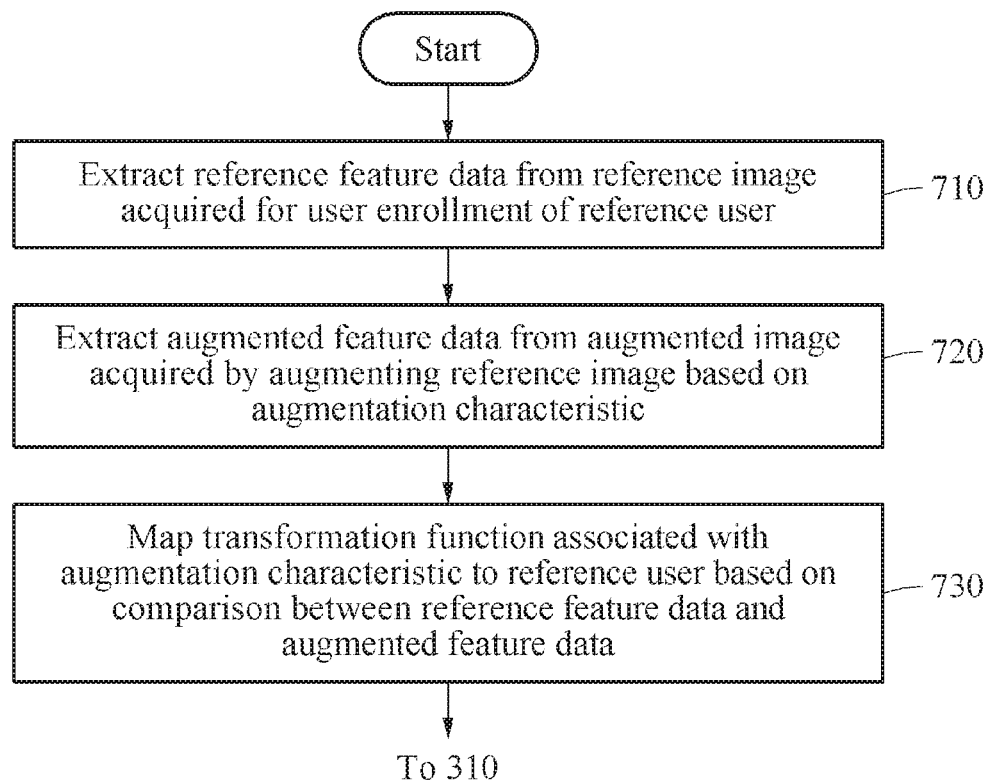 Start
Extract reference feature data from reference image
acquired for user enrollment of reference user
710
Extract augmented feature data from augmented image
acquired by augmenting reference image based on
augmentation characteristic
720
Map transformation function associated with
augmentation characteristic to reference user based on
comparison between reference feature data and
augmented feature data
730
To 310